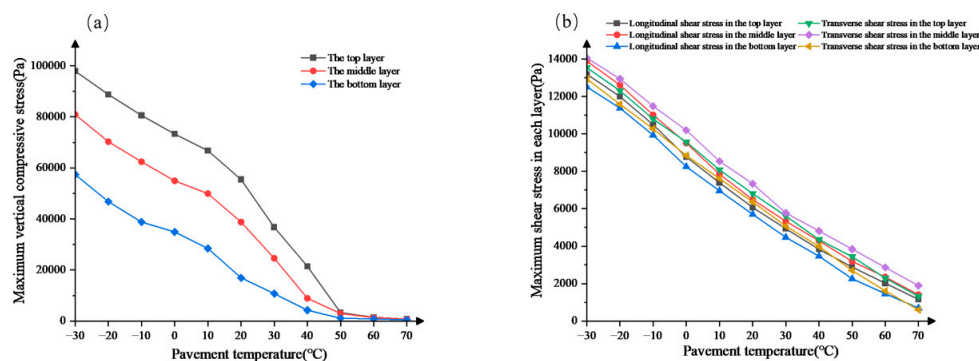 (a)
The top layer
The middle layer
The bottom layer
Maximum vertical compressive stress(Pa)
100000
80000
60000
40000
20000
0
−30 −20 −10 0 10 20 30 40 50 60 70
Pavement temperature(°C)
(b)
Longitudinal shear stress in the top layer Transverse shear stress in the top layer
Longitudinal shear stress in the middle layer Transverse shear stress in the middle layer
Longitudinal shear stress in the bottom layer Transverse shear stress in the bottom layer
Maximum shear stress in each layer(Pa)
14000
12000
10000
8000
6000
4000
2000
0
−30 −20 −10 0 10 20 30 40 50 60 70
Pavement temperature(°C)